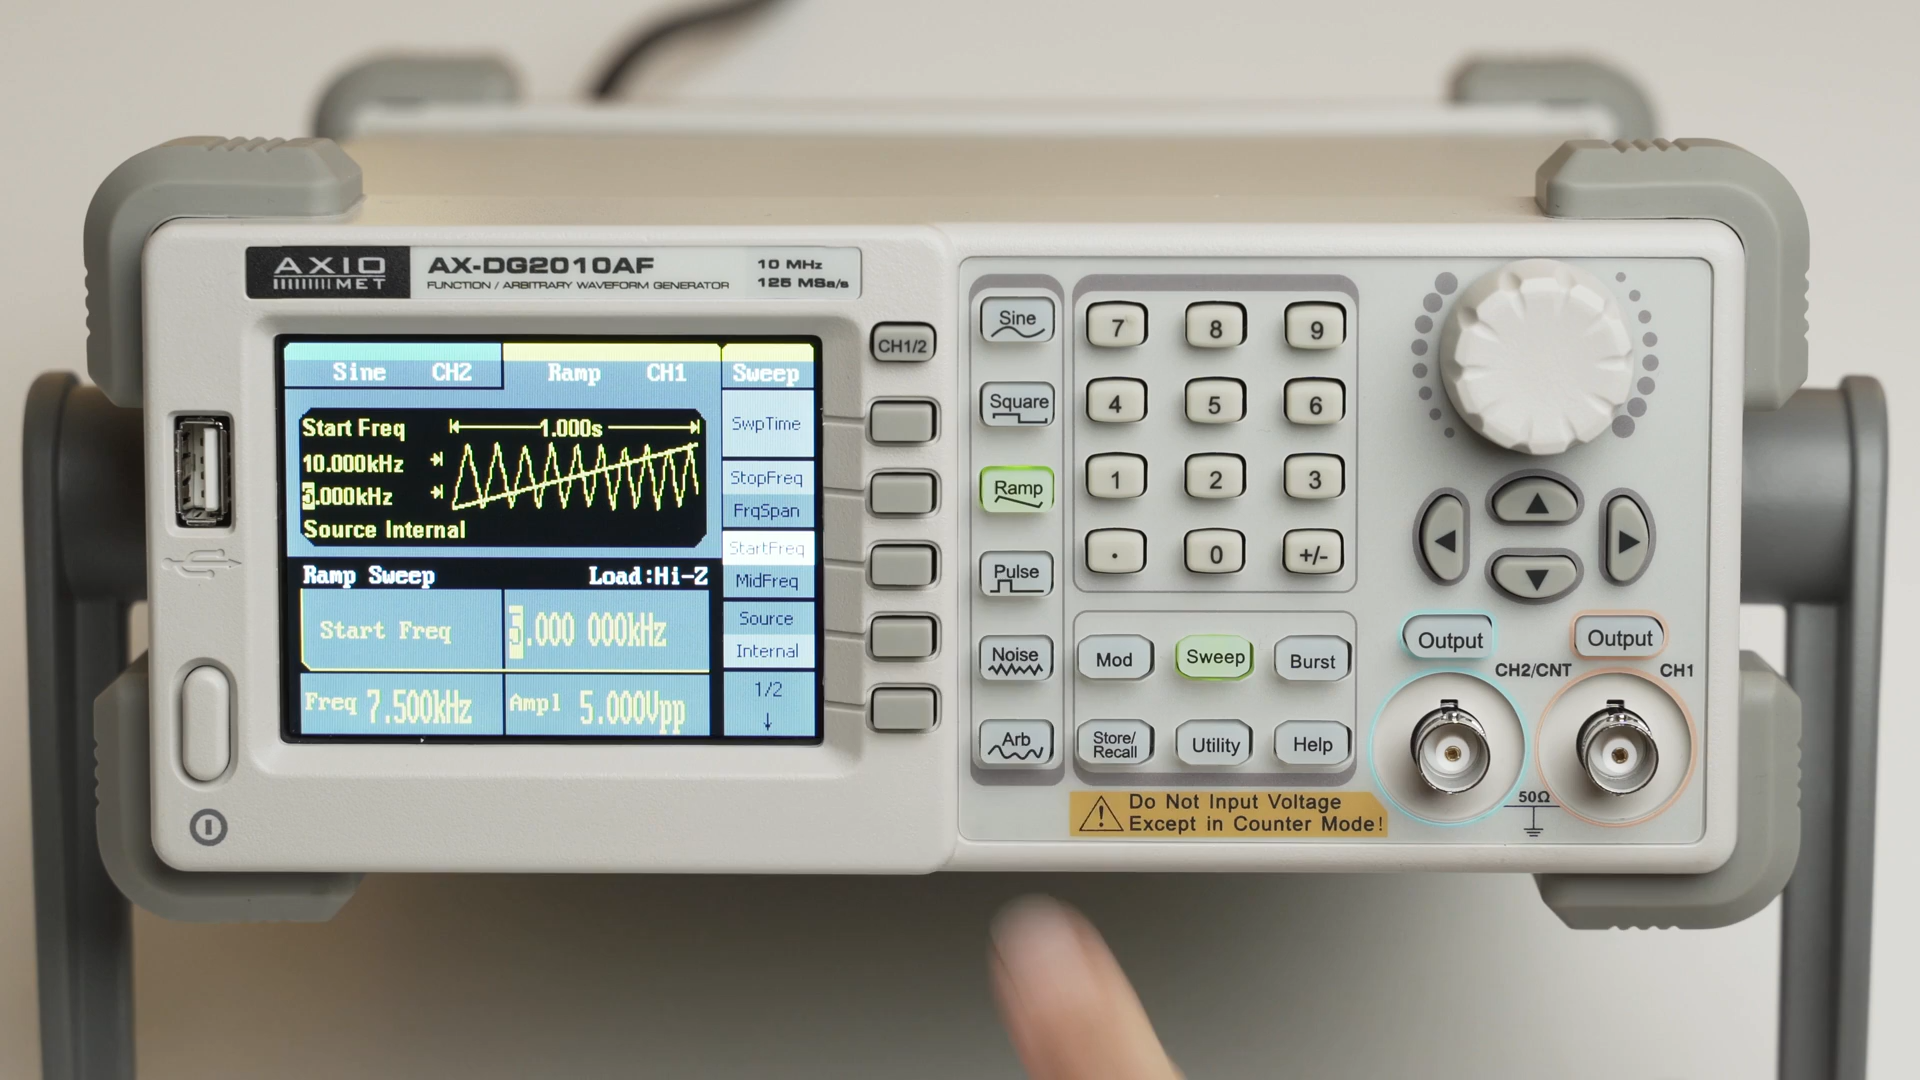 AXIO
MET
AX-DG2010AF
FUNCTION / ARBITRARY WAVEFORM GENERATOR
10 MHz
125 MSa/s
Sine CH2
Ramp CH1
Sweep
Start Freq
1.000s
10.000kHz
5.000kHz
Source Internal
Ramp Sweep
Load:Hi-Z
Start Freq
5.000 000kHz
Freq 7.500kHz
Ampl 5.000Vpp
SwpTime
StopFreq
FrqSpan
StartFreq
MidFreq
Source
Internal
1/2
↓
CH1/2
Sine
Square
Ramp
Pulse
Noise
Arb
7 8 9
4 5 6
1 2 3
. 0 +/-
Mod Sweep Burst
Store/
Recall
Utility Help
Do Not Input Voltage
Except in Counter Mode!
Output
CH2/CNT
Output
CH1
50Ω